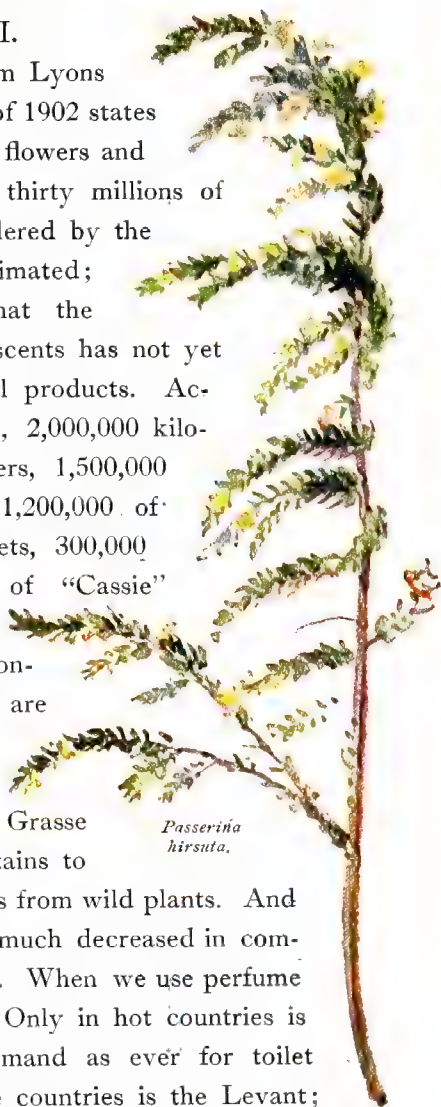 I.
m Lyons
of 1902 states
flowers and
thirty millions of
dered by the
imated;
hat the
scents has not yet
l products. Ac-
, 2,000,000 kilo-
ers, 1,500,000
1,200,000 of
ets, 300,000
of “Cassie”
on-
are
Grasse
tains to
s from wild plants. And
much decreased in com-
. When we use perfume
Only in hot countries is
mand as ever for toilet
e countries is the Levant;
Passerina
hirsuta.